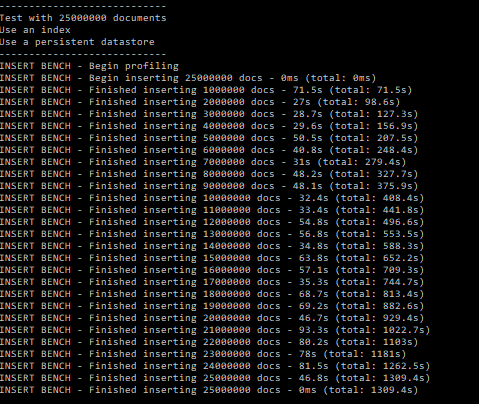 ----------------------------
Test with 25000000 documents
Use an index
Use a persistent datastore
----------------------------
INSERT BENCH - Begin profiling
INSERT BENCH - Begin inserting 25000000 docs - 0ms (total: 0ms)
INSERT BENCH - Finished inserting 1000000 docs - 71.5s (total: 71.5s)
INSERT BENCH - Finished inserting 2000000 docs - 27s (total: 98.6s)
INSERT BENCH - Finished inserting 3000000 docs - 28.7s (total: 127.3s)
INSERT BENCH - Finished inserting 4000000 docs - 29.6s (total: 156.9s)
INSERT BENCH - Finished inserting 5000000 docs - 50.5s (total: 207.5s)
INSERT BENCH - Finished inserting 6000000 docs - 40.8s (total: 248.4s)
INSERT BENCH - Finished inserting 7000000 docs - 31s (total: 279.4s)
INSERT BENCH - Finished inserting 8000000 docs - 48.2s (total: 327.7s)
INSERT BENCH - Finished inserting 9000000 docs - 48.1s (total: 375.9s)
INSERT BENCH - Finished inserting 10000000 docs - 32.4s (total: 408.4s)
INSERT BENCH - Finished inserting 11000000 docs - 33.4s (total: 441.8s)
INSERT BENCH - Finished inserting 12000000 docs - 54.8s (total: 496.6s)
INSERT BENCH - Finished inserting 13000000 docs - 56.8s (total: 553.5s)
INSERT BENCH - Finished inserting 14000000 docs - 34.8s (total: 588.3s)
INSERT BENCH - Finished inserting 15000000 docs - 63.8s (total: 652.2s)
INSERT BENCH - Finished inserting 16000000 docs - 57.1s (total: 709.3s)
INSERT BENCH - Finished inserting 17000000 docs - 35.3s (total: 744.7s)
INSERT BENCH - Finished inserting 18000000 docs - 68.7s (total: 813.4s)
INSERT BENCH - Finished inserting 19000000 docs - 69.2s (total: 882.6s)
INSERT BENCH - Finished inserting 20000000 docs - 46.7s (total: 929.4s)
INSERT BENCH - Finished inserting 21000000 docs - 93.3s (total: 1022.7s)
INSERT BENCH - Finished inserting 22000000 docs - 80.2s (total: 1103s)
INSERT BENCH - Finished inserting 23000000 docs - 78s (total: 1181s)
INSERT BENCH - Finished inserting 24000000 docs - 81.5s (total: 1262.5s)
INSERT BENCH - Finished inserting 25000000 docs - 46.8s (total: 1309.4s)
INSERT BENCH - Finished inserting 25000000 docs - 0ms (total: 1309.4s)